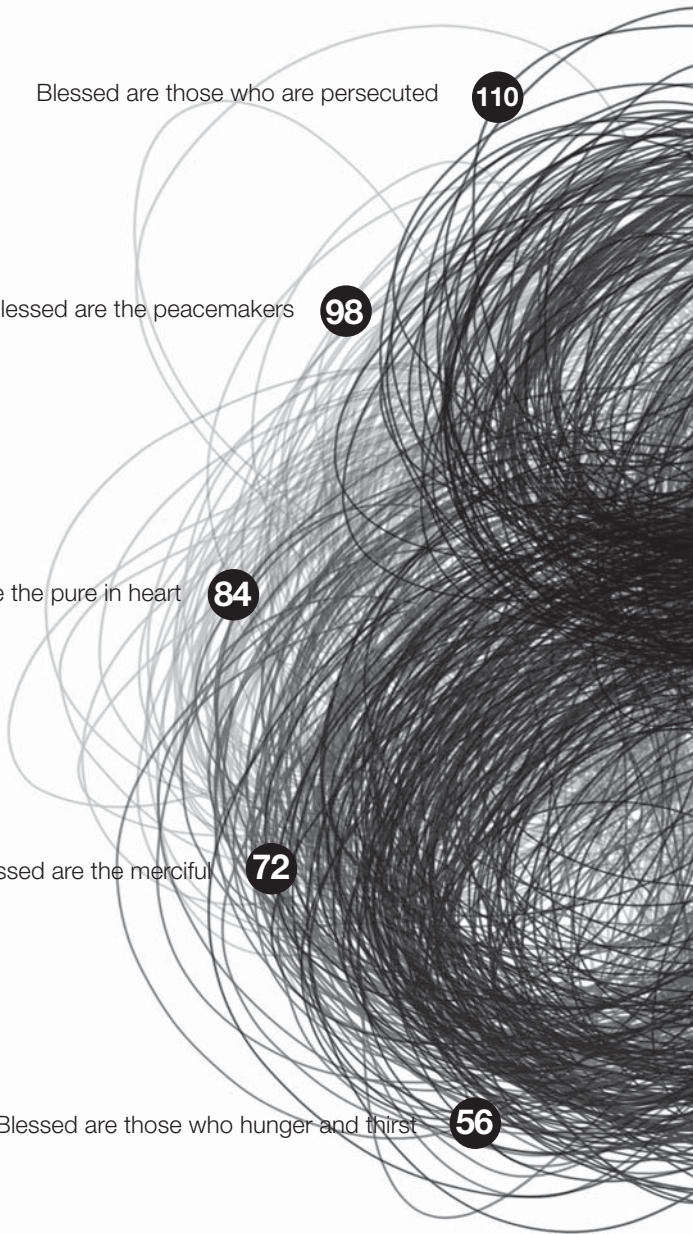 Blessed are those who are persecuted 110
lessed are the peacemakers 98
the pure in heart 84
ssed are the merciful 72
Blessed are those who hunger and thirst 56